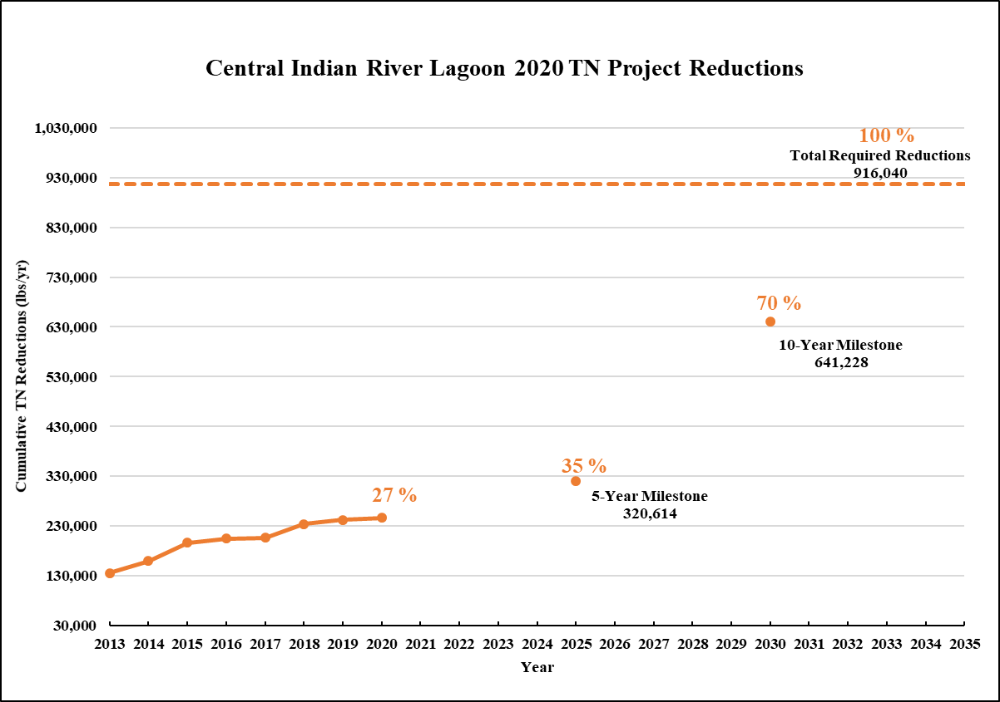 Central Indian River Lagoon 2020 TN Project Reductions
1,030,000
930,000
830,000
730,000
630,000
530,000
430,000
330,000
230,000
130,000
30,000
Cumulative TN Reductions (lbs/yr)
100 %
Total Required Reductions
916,040
70 %
10-Year Milestone
641,228
35 %
5-Year Milestone
320,614
27 %
2013 2014 2015 2016 2017 2018 2019 2020 2021 2022 2023 2024 2025 2026 2027 2028 2029 2030 2031 2032 2033 2034 2035
Year